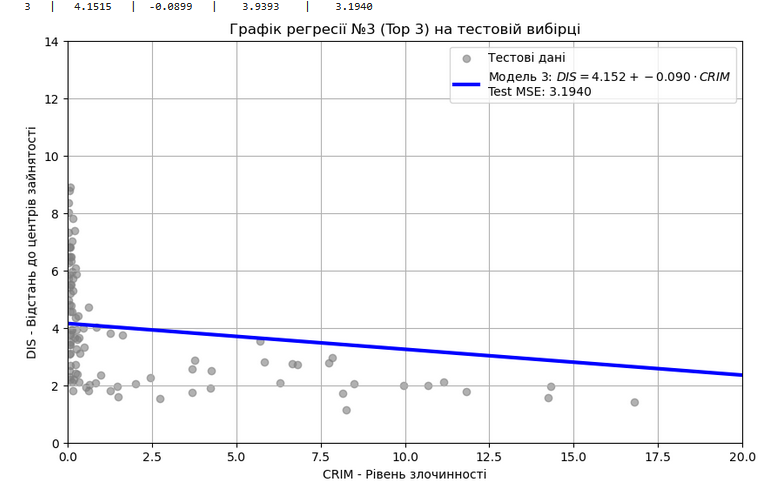 3 | 4.1515 | -0.0899 | 3.9393 | 3.1940
Графік регресії №3 (Top 3) на тестовій вибірці
14
12
10
8
6
4
2
0
DIS - Відстань до центрів зайнятості
Тестові дані
Модель 3: DIS = 4.152 + −0.090 · CRIM
Test MSE: 3.1940
0.0 2.5 5.0 7.5 10.0 12.5 15.0 17.5 20.0
CRIM - Рівень злочинності